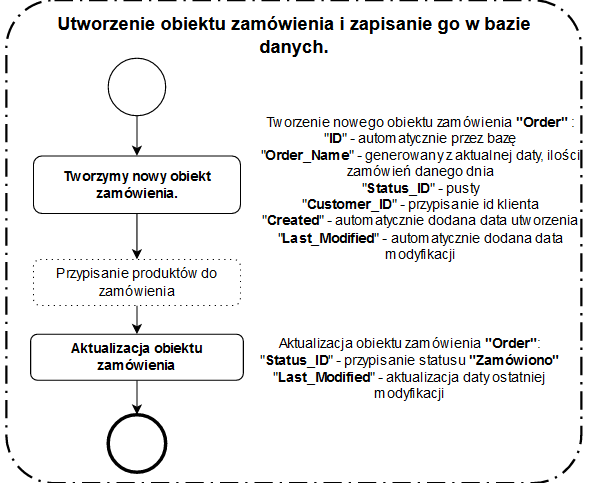 Utworzenie obiektu zamówienia i zapisanie go w bazie
danych.
Tworzenie nowego obiektu zamówienia "Order" :
"ID" - automatycznie przez bazę
"Order_Name" - generowany z aktualnej daty, ilości
zamówień danego dnia
"Status_ID" - pusty
"Customer_ID" - przypisanie id klienta
"Created" - automatycznie dodana data utworzenia
"Last_Modified" - automatycznie dodana data
modyfikacji
Tworzymy nowy obiekt
zamówienia.
Przypisanie produktów do
zamówienia
Aktualizacja obiektu
zamówienia
Aktualizacja obiektu zamówienia "Order":
"Status_ID" - przypisanie statusu "Zamówiono"
"Last_Modified" - aktualizacja daty ostatniej
modyfikacji